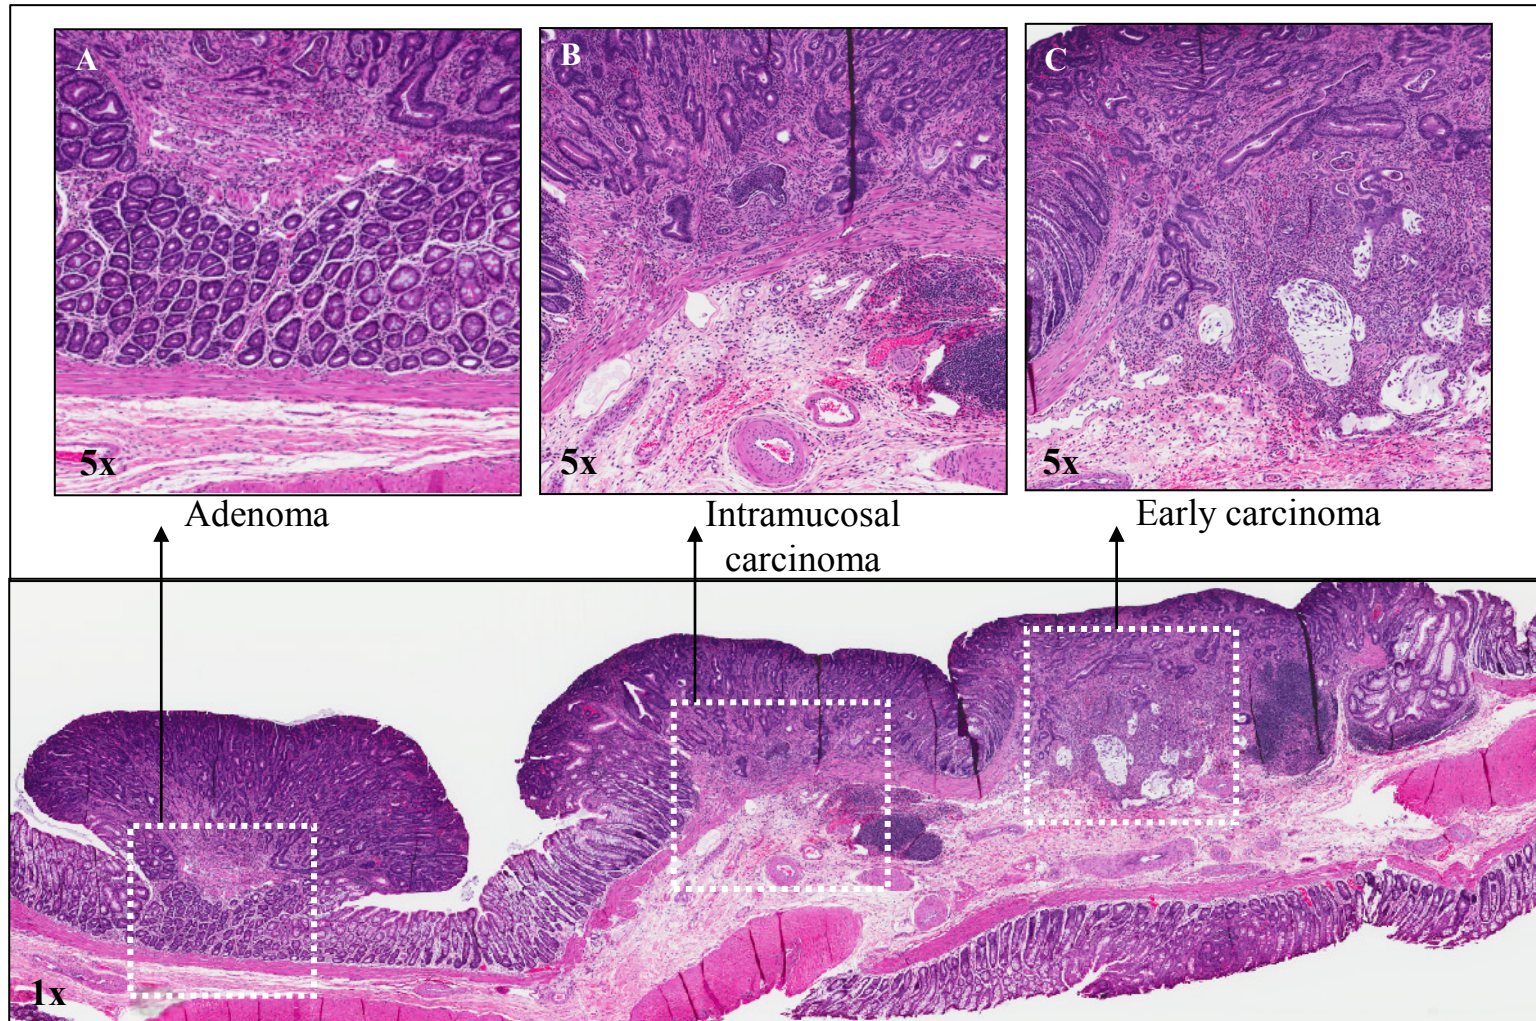 A
B
C
5x
5x
5x
Adenoma
Intramucosal
carcinoma
Early carcinoma
1x